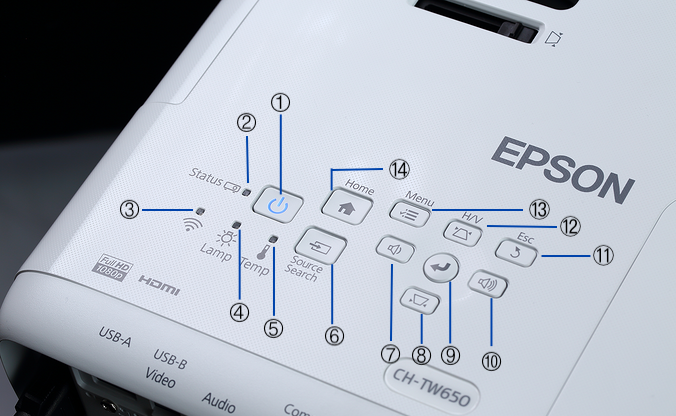 ①
②
⑭
EPSON
Home
Status
Menu
③
⑬
H/V
⑫
Esc
⑪
Lamp
Temp
Source
Search
Full HD
1080p
HDMI
④
⑤
⑥
⑦
⑧
⑨
⑩
USB-A
USB-B
Video
Audio
CH-TW650